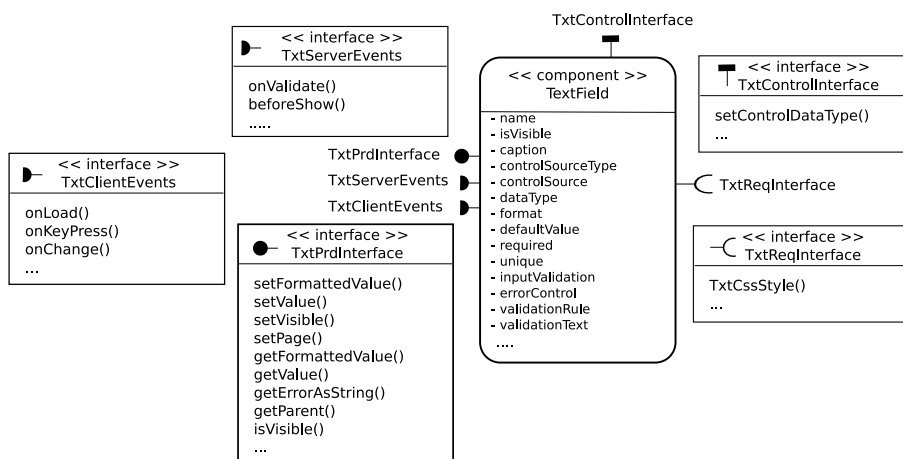 TxtControlInterface
<< interface >>
TxtServerEvents
onValidate()
beforeShow()
.....
<< component >>
TextField
- name
- isVisible
- caption
- controlSourceType
- controlSource
- dataType
- format
- defaultValue
- required
- unique
- inputValidation
- errorControl
- validationRule
- validationText
....
<< interface >>
TxtControlInterface
setControlDataType()
...
TxtPrdInterface
TxtServerEvents
TxtClientEvents
TxtReqInterface
<< interface >>
TxtClientEvents
onLoad()
onKeyPress()
onChange()
...
<< interface >>
TxtPrdInterface
setFormattedValue()
setValue()
setVisible()
setPage()
getFormattedValue()
getValue()
getErrorAsString()
getParent()
isVisible()
...
<< interface >>
TxtReqInterface
TxtCssStyle()
...